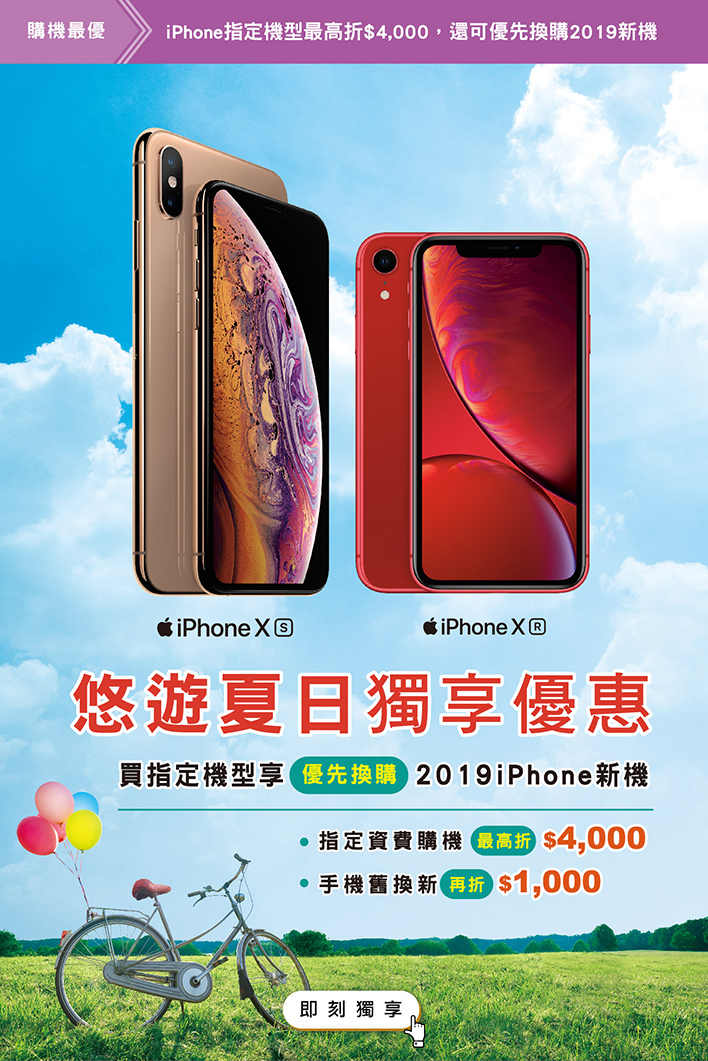 購機最優
iPhone指定機型最高折$4,000，還可優先換購2019新機
iPhone XS
iPhone XR
悠遊夏日獨享優惠
買指定機型享 優先換購 2019iPhone新機
• 指定資費購機 最高折 $4,000
• 手機舊換新 再折 $1,000
即刻獨享